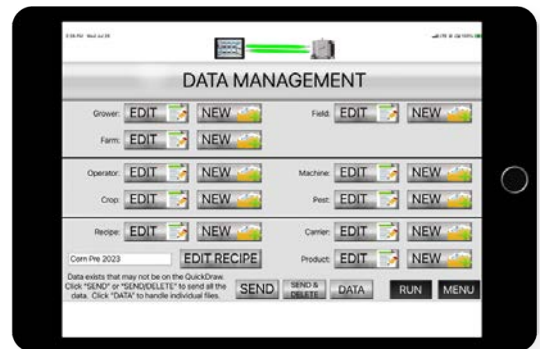 DATA MANAGEMENT
Grower: EDIT NEW Field: EDIT NEW
Farm: EDIT NEW
Operator: EDIT NEW Machine: EDIT NEW
Crop: EDIT NEW Pest: EDIT NEW
Recipe: EDIT NEW Carrier: EDIT NEW
Corn Pre 2023 EDIT RECIPE Product: EDIT NEW
Data exists that may not be on the QuickDraw.
Click "SEND" or "SEND/DELETE" to send all the
data. Click "DATA" to handle individual files.
SEND SEND & DELETE DATA RUN MENU